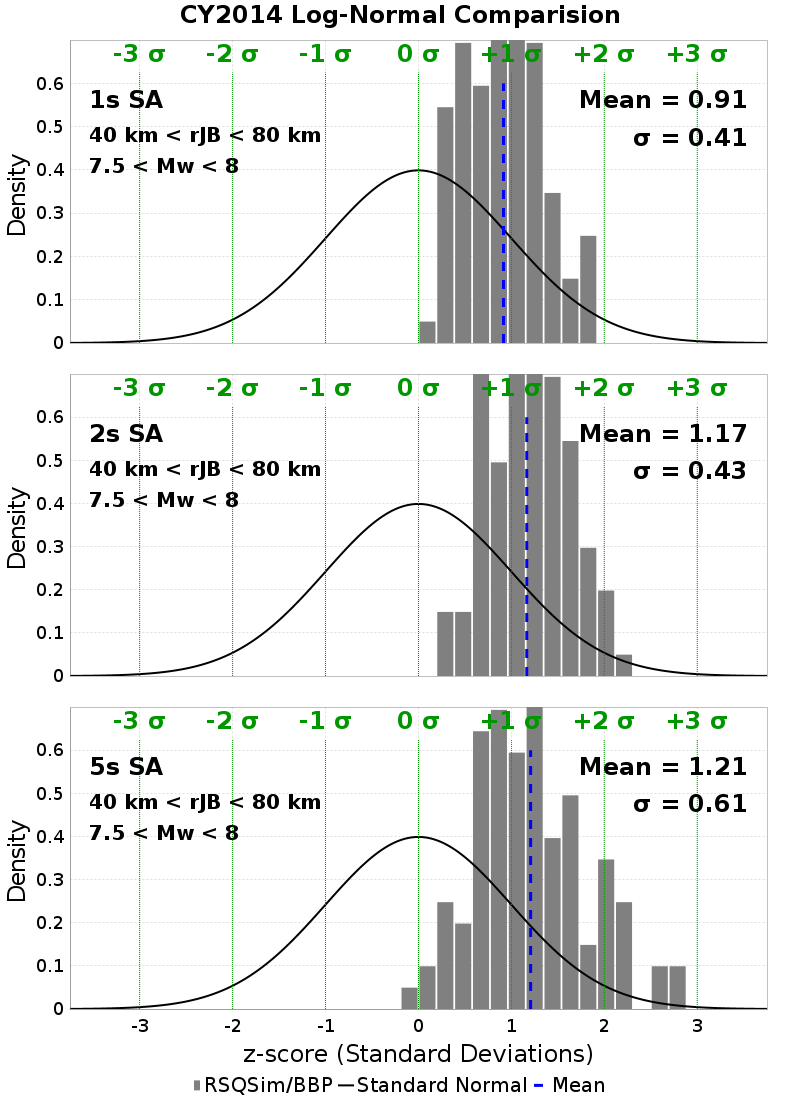 CY2014 Log-Normal Comparision
-3 σ -2 σ -1 σ 0 σ +1 σ +2 σ +3 σ
1s SA
40 km < rJB < 80 km
7.5 < Mw < 8
Mean = 0.91
σ = 0.41
Density
0.6
0.5
0.4
0.3
0.2
0.1
0
-3 σ -2 σ -1 σ 0 σ +1 σ +2 σ +3 σ
2s SA
40 km < rJB < 80 km
7.5 < Mw < 8
Mean = 1.17
σ = 0.43
Density
0.6
0.5
0.4
0.3
0.2
0.1
0
-3 σ -2 σ -1 σ 0 σ +1 σ +2 σ +3 σ
5s SA
40 km < rJB < 80 km
7.5 < Mw < 8
Mean = 1.21
σ = 0.61
Density
0.6
0.5
0.4
0.3
0.2
0.1
0
-3 -2 -1 0 1 2 3
z-score (Standard Deviations)
RSQSim/BBP Standard Normal Mean